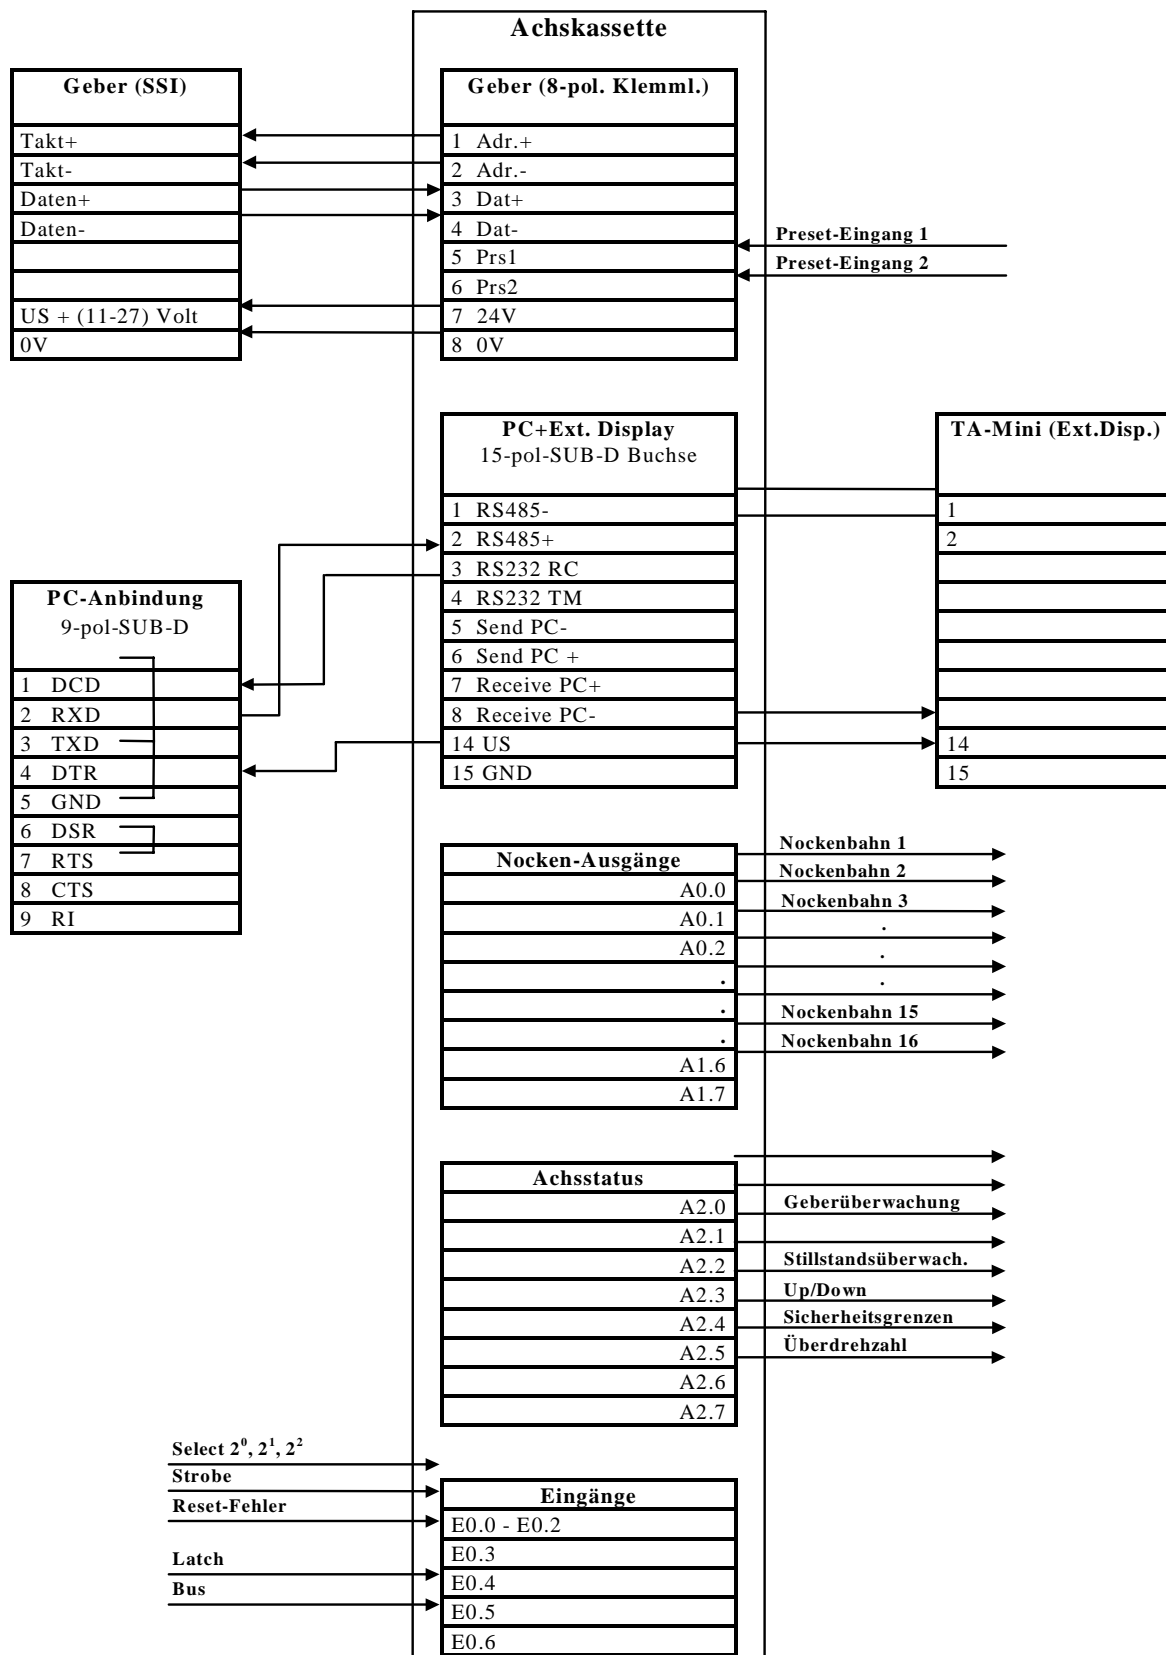 Achskassette
Geber (SSI)
Takt+
Takt-
Daten+
Daten-
US + (11-27) Volt
0V
Geber (8-pol. Klemml.)
1 Adr.+
2 Adr.-
3 Dat+
4 Dat-
5 Prs1
6 Prs2
7 24V
8 0V
Preset-Eingang 1
Preset-Eingang 2
PC+Ext. Display
15-pol-SUB-D Buchse
1 RS485-
2 RS485+
3 RS232 RC
4 RS232 TM
5 Send PC-
6 Send PC +
7 Receive PC+
8 Receive PC-
14 US
15 GND
TA-Mini (Ext.Disp.)
1
2
14
15
PC-Anbindung
9-pol-SUB-D
1 DCD
2 RXD
3 TXD
4 DTR
5 GND
6 DSR
7 RTS
8 CTS
9 RI
Nocken-Ausgänge
A0.0
A0.1
A0.2
.
.
.
A1.6
A1.7
Nockenbahn 1
Nockenbahn 2
Nockenbahn 3
.
.
.
Nockenbahn 15
Nockenbahn 16
Achsstatus
A2.0
A2.1
A2.2
A2.3
A2.4
A2.5
A2.6
A2.7
Geberüberwachung
Stillstandsüberwach.
Up/Down
Sicherheitsgrenzen
Überdrehzahl
Select 2⁰, 2¹, 2²
Strobe
Reset-Fehler
Latch
Bus
Eingänge
E0.0 - E0.2
E0.3
E0.4
E0.5
E0.6